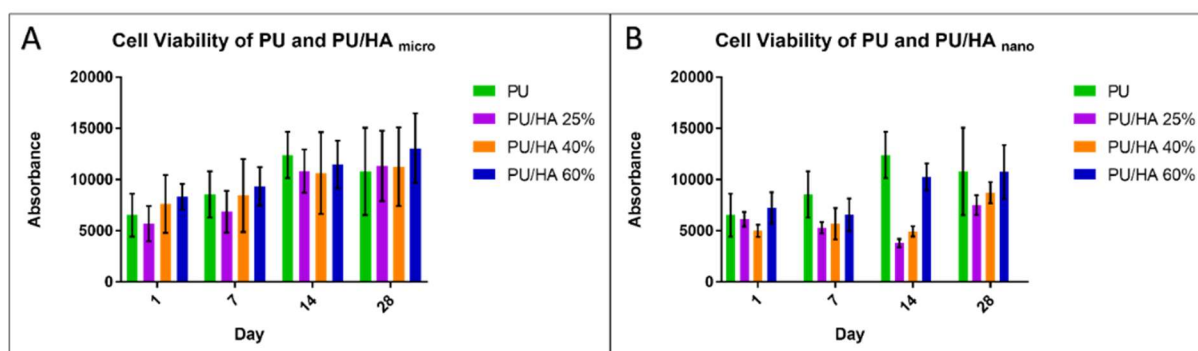 A
Cell Viability of PU and PU/HA micro
20000
15000
10000
5000
0
Absorbance
1
7
14
28
Day
PU
PU/HA 25%
PU/HA 40%
PU/HA 60%
B
Cell Viability of PU and PU/HA nano
20000
15000
10000
5000
0
Absorbance
1
7
14
28
Day
PU
PU/HA 25%
PU/HA 40%
PU/HA 60%